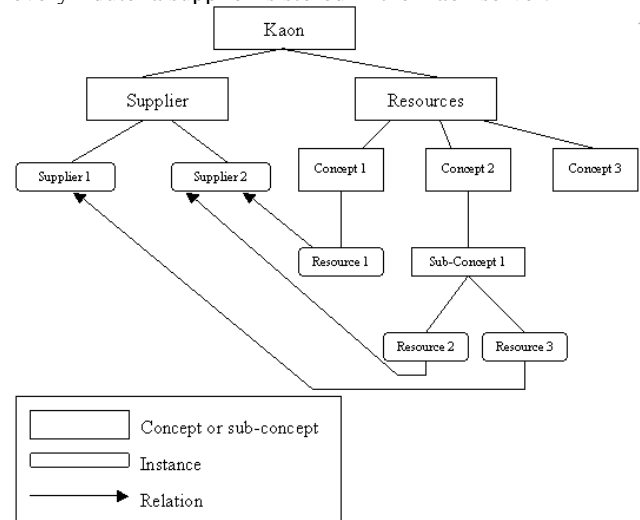 Kaon
Supplier
Resources
Supplier 1
Supplier 2
Concept 1
Concept 2
Concept 3
Resource 1
Sub-Concept 1
Resource 2
Resource 3
Concept or sub-concept
Instance
Relation